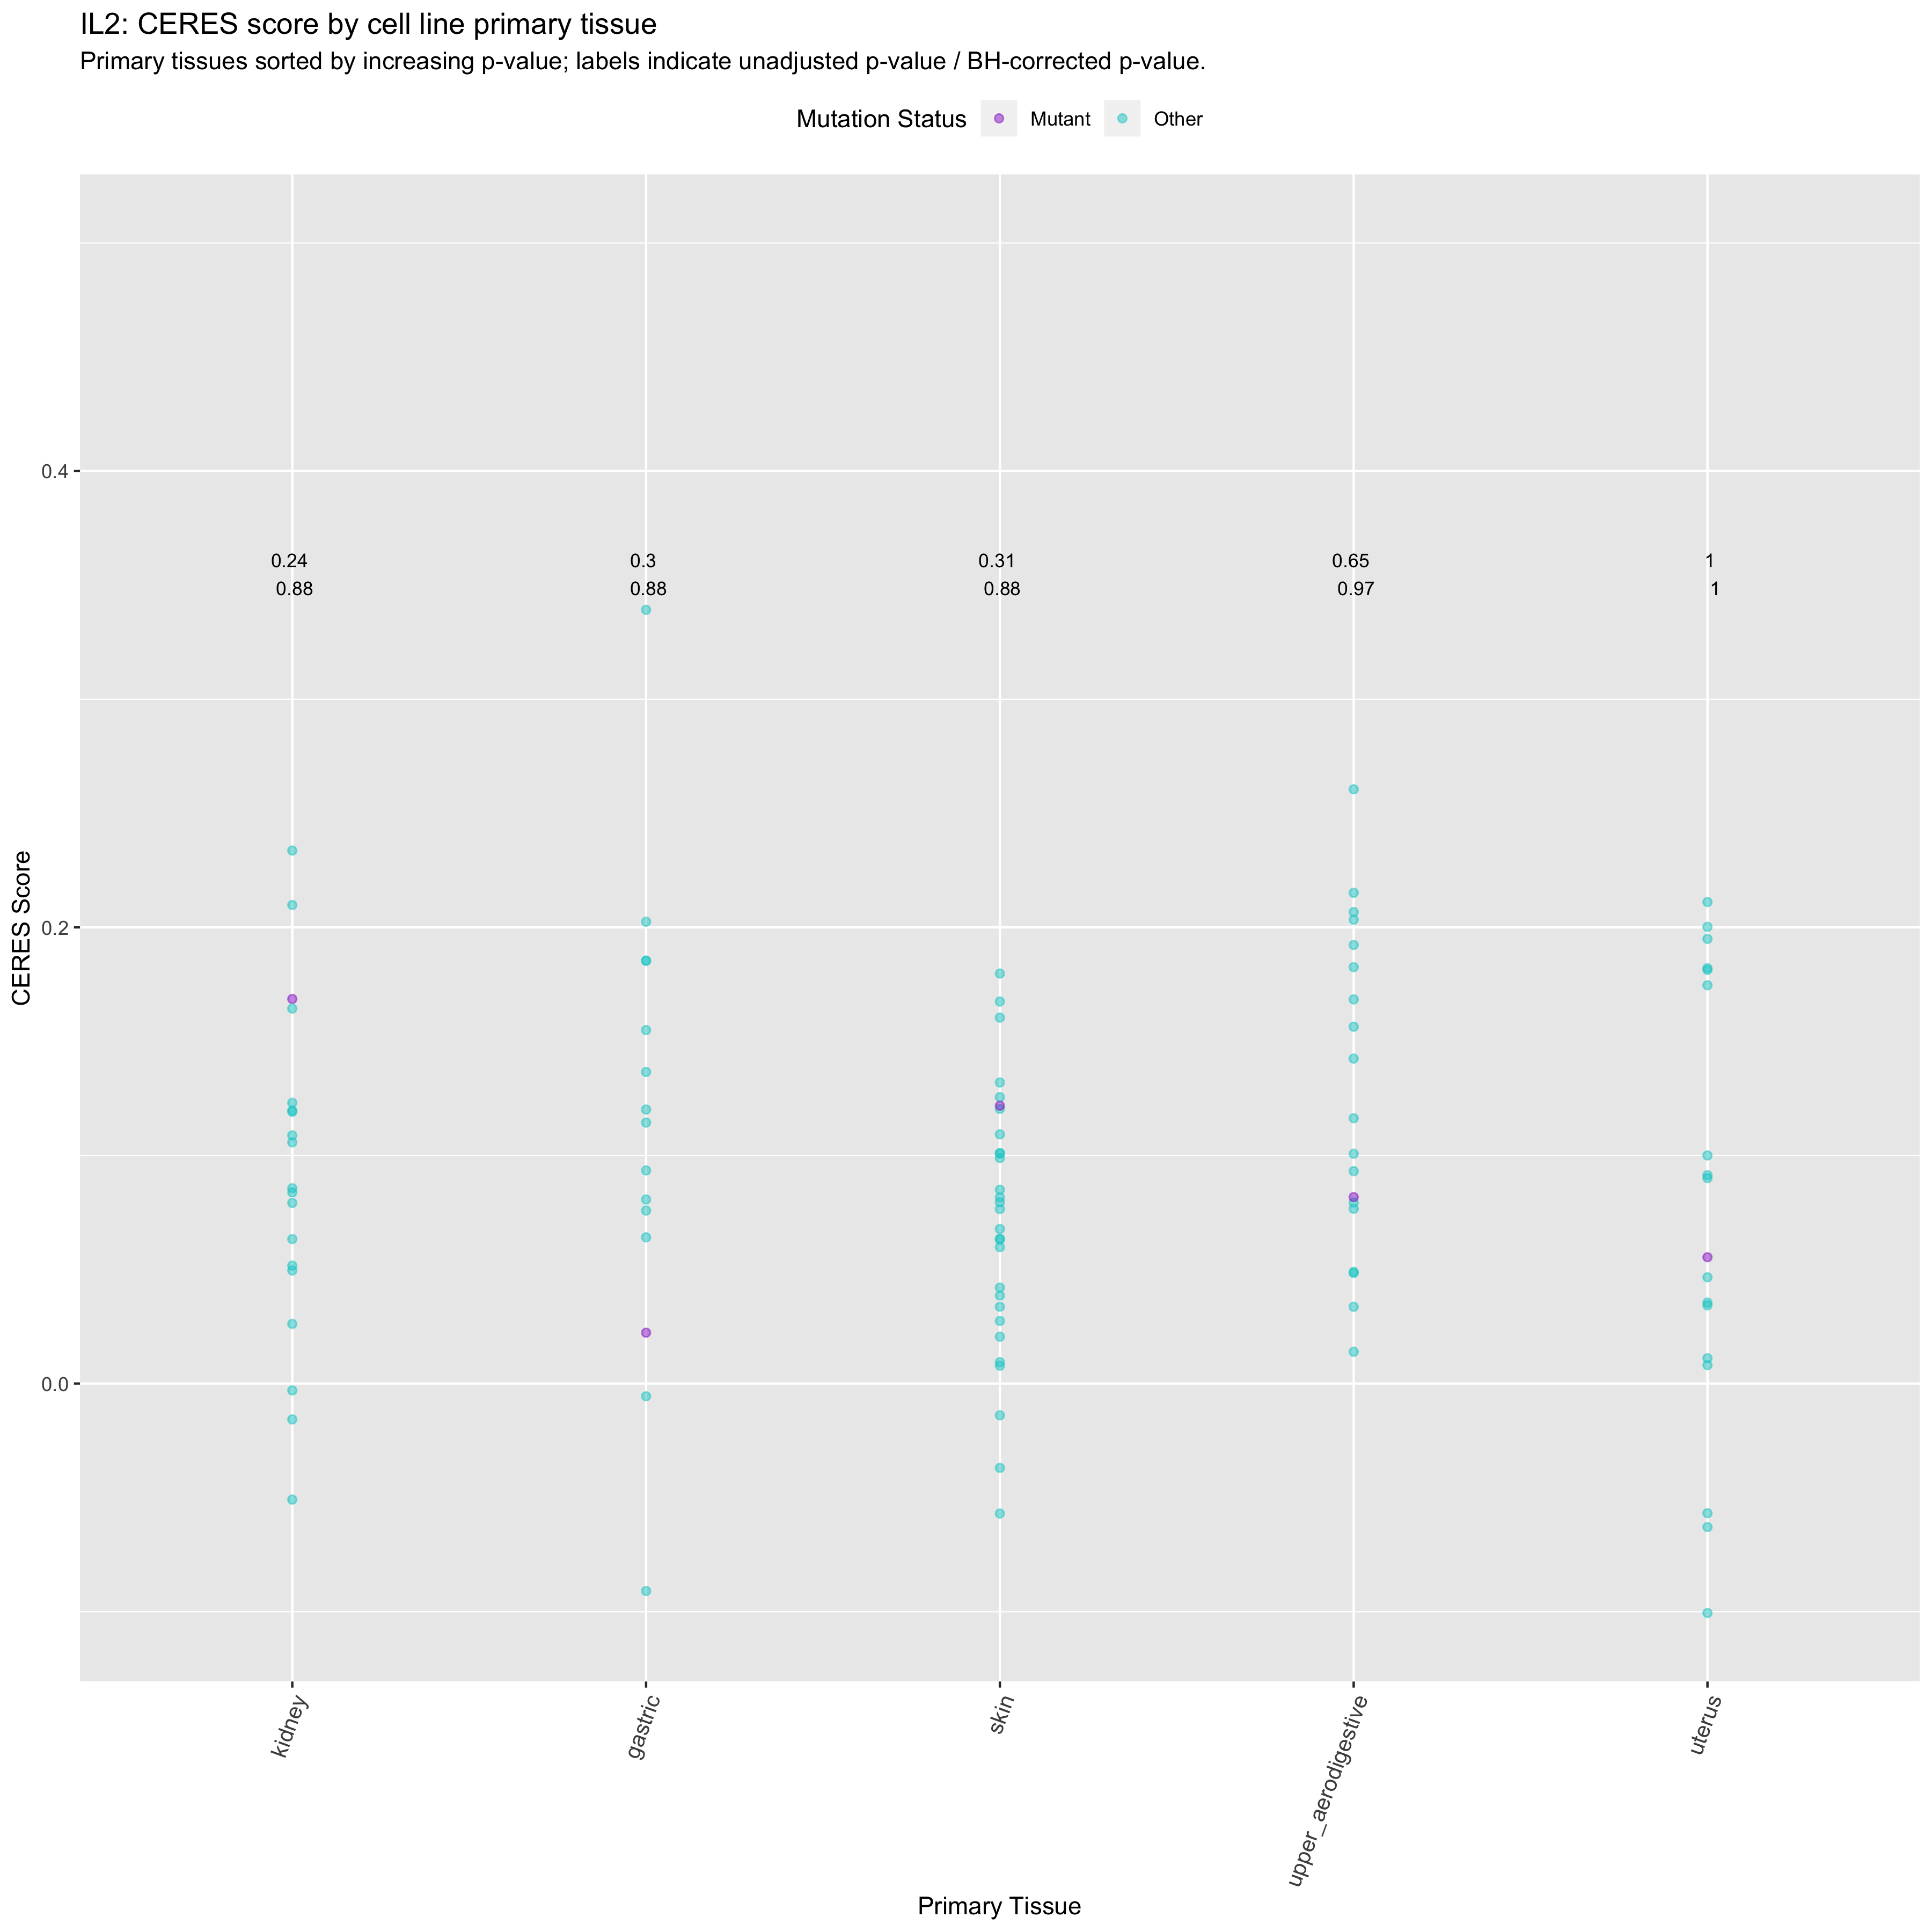 IL2: CERES score by cell line primary tissue
Primary tissues sorted by increasing p-value; labels indicate unadjusted p-value / BH-corrected p-value.
Mutation Status Mutant Other
0.4
0.24 0.3 0.31 0.65 1
0.88 0.88 0.88 0.97 1
CERES Score
0.2
0.0
kidney gastric skin upper_aerodigestive uterus
Primary Tissue